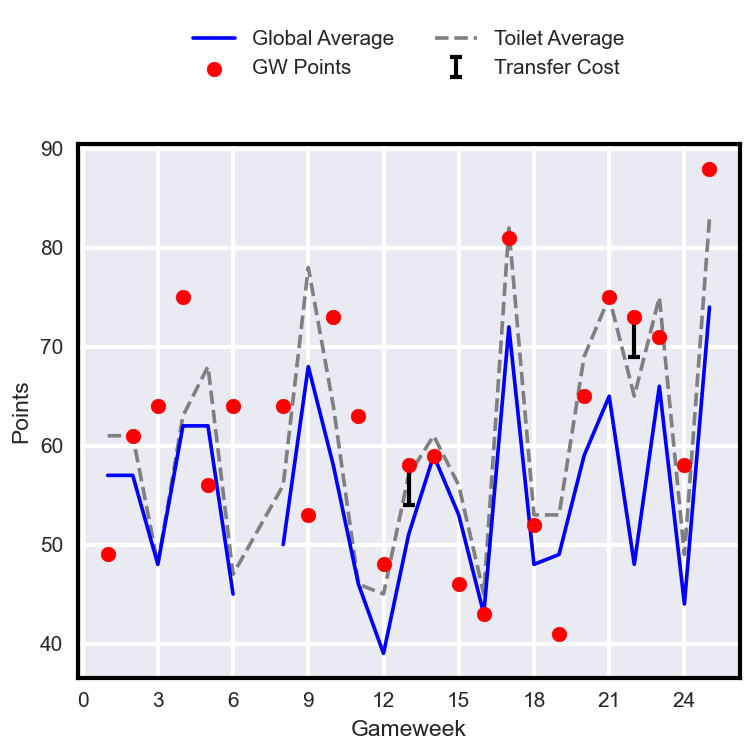 Global Average
Toilet Average
GW Points
Transfer Cost
90
80
70
60
50
40
Points
0 3 6 9 12 15 18 21 24
Gameweek